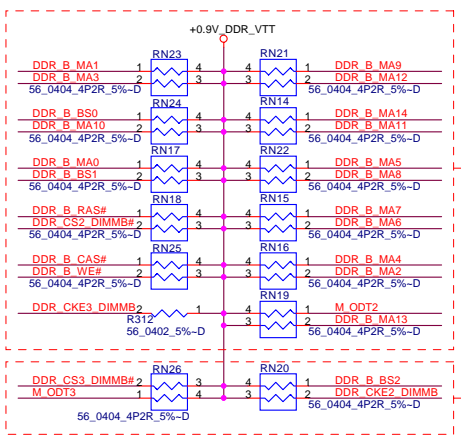 +0.9V_DDR_VTT
RN23 RN21
DDR_B_MA1 1 4 4 1 DDR_B_MA9
DDR_B_MA3 2 3 3 2 DDR_B_MA12
56_0404_4P2R_5%~D 56_0404_4P2R_5%~D
RN24 RN14
DDR_B_BS0 1 4 4 1 DDR_B_MA14
DDR_B_MA10 2 3 3 2 DDR_B_MA11
56_0404_4P2R_5%~D 56_0404_4P2R_5%~D
RN17 RN22
DDR_B_MA0 1 4 4 1 DDR_B_MA5
DDR_B_BS1 2 3 3 2 DDR_B_MA8
56_0404_4P2R_5%~D 56_0404_4P2R_5%~D
RN18 RN15
DDR_B_RAS# 1 4 4 1 DDR_B_MA7
DDR_CS2_DIMMB# 2 3 3 2 DDR_B_MA6
56_0404_4P2R_5%~D 56_0404_4P2R_5%~D
RN25 RN16
DDR_B_CAS# 1 4 4 1 DDR_B_MA4
DDR_B_WE# 2 3 3 2 DDR_B_MA2
56_0404_4P2R_5%~D 56_0404_4P2R_5%~D
RN19
DDR_CKE3_DIMMB 2 1 4 1 M_ODT2
R312 3 2 DDR_B_MA13
56_0402_5%~D 56_0404_4P2R_5%~D
RN26 RN20
DDR_CS3_DIMMB# 2 3 4 1 DDR_B_BS2
M_ODT3 1 4 3 2 DDR_CKE2_DIMMB
56_0404_4P2R_5%~D 56_0404_4P2R_5%~D